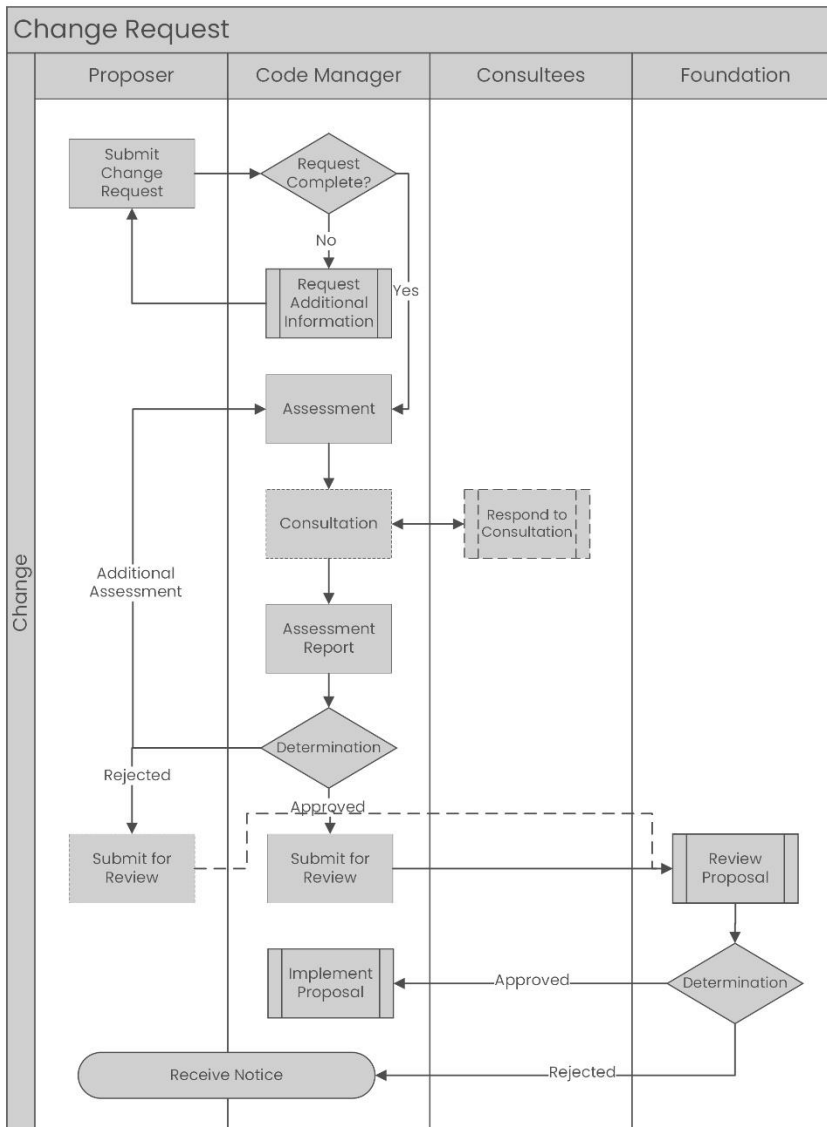 Change Request
Proposer
Code Manager
Consultees
Foundation
Change
Submit
Change
Request
Request
Complete?
No
Yes
Request
Additional
Information
Assessment
Consultation
Respond to
Consultation
Additional
Assessment
Assessment
Report
Determination
Rejected
Approved
Submit for
Review
Submit for
Review
Review
Proposal
Implement
Proposal
Approved
Determination
Receive Notice
Rejected